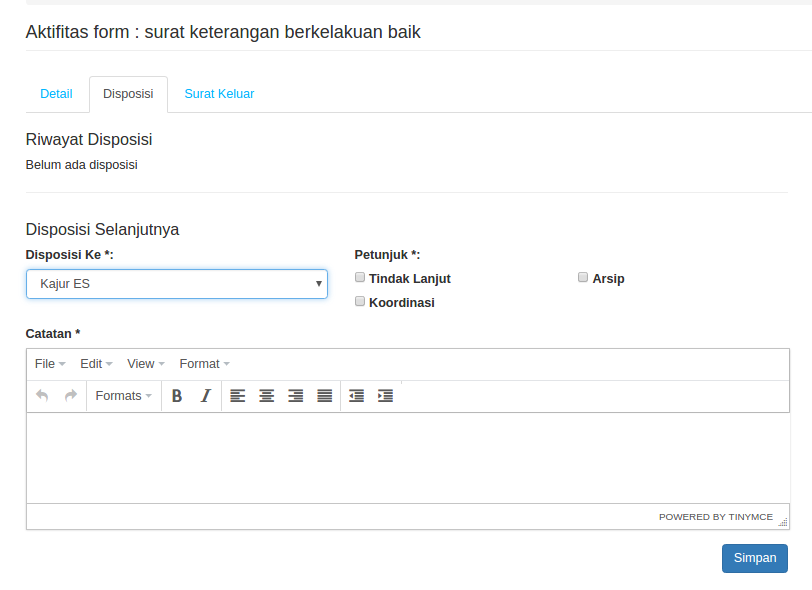 Aktifitas form : surat keterangan berkelakuan baik
Detail Disposisi Surat Keluar
Riwayat Disposisi
Belum ada disposisi
Disposisi Selanjutnya
Disposisi Ke *: Petunjuk *:
Kajur ES Tindak Lanjut Arsip
Koordinasi
Catatan *
File Edit View Format
Formats B I
POWERED BY TINYMCE
Simpan